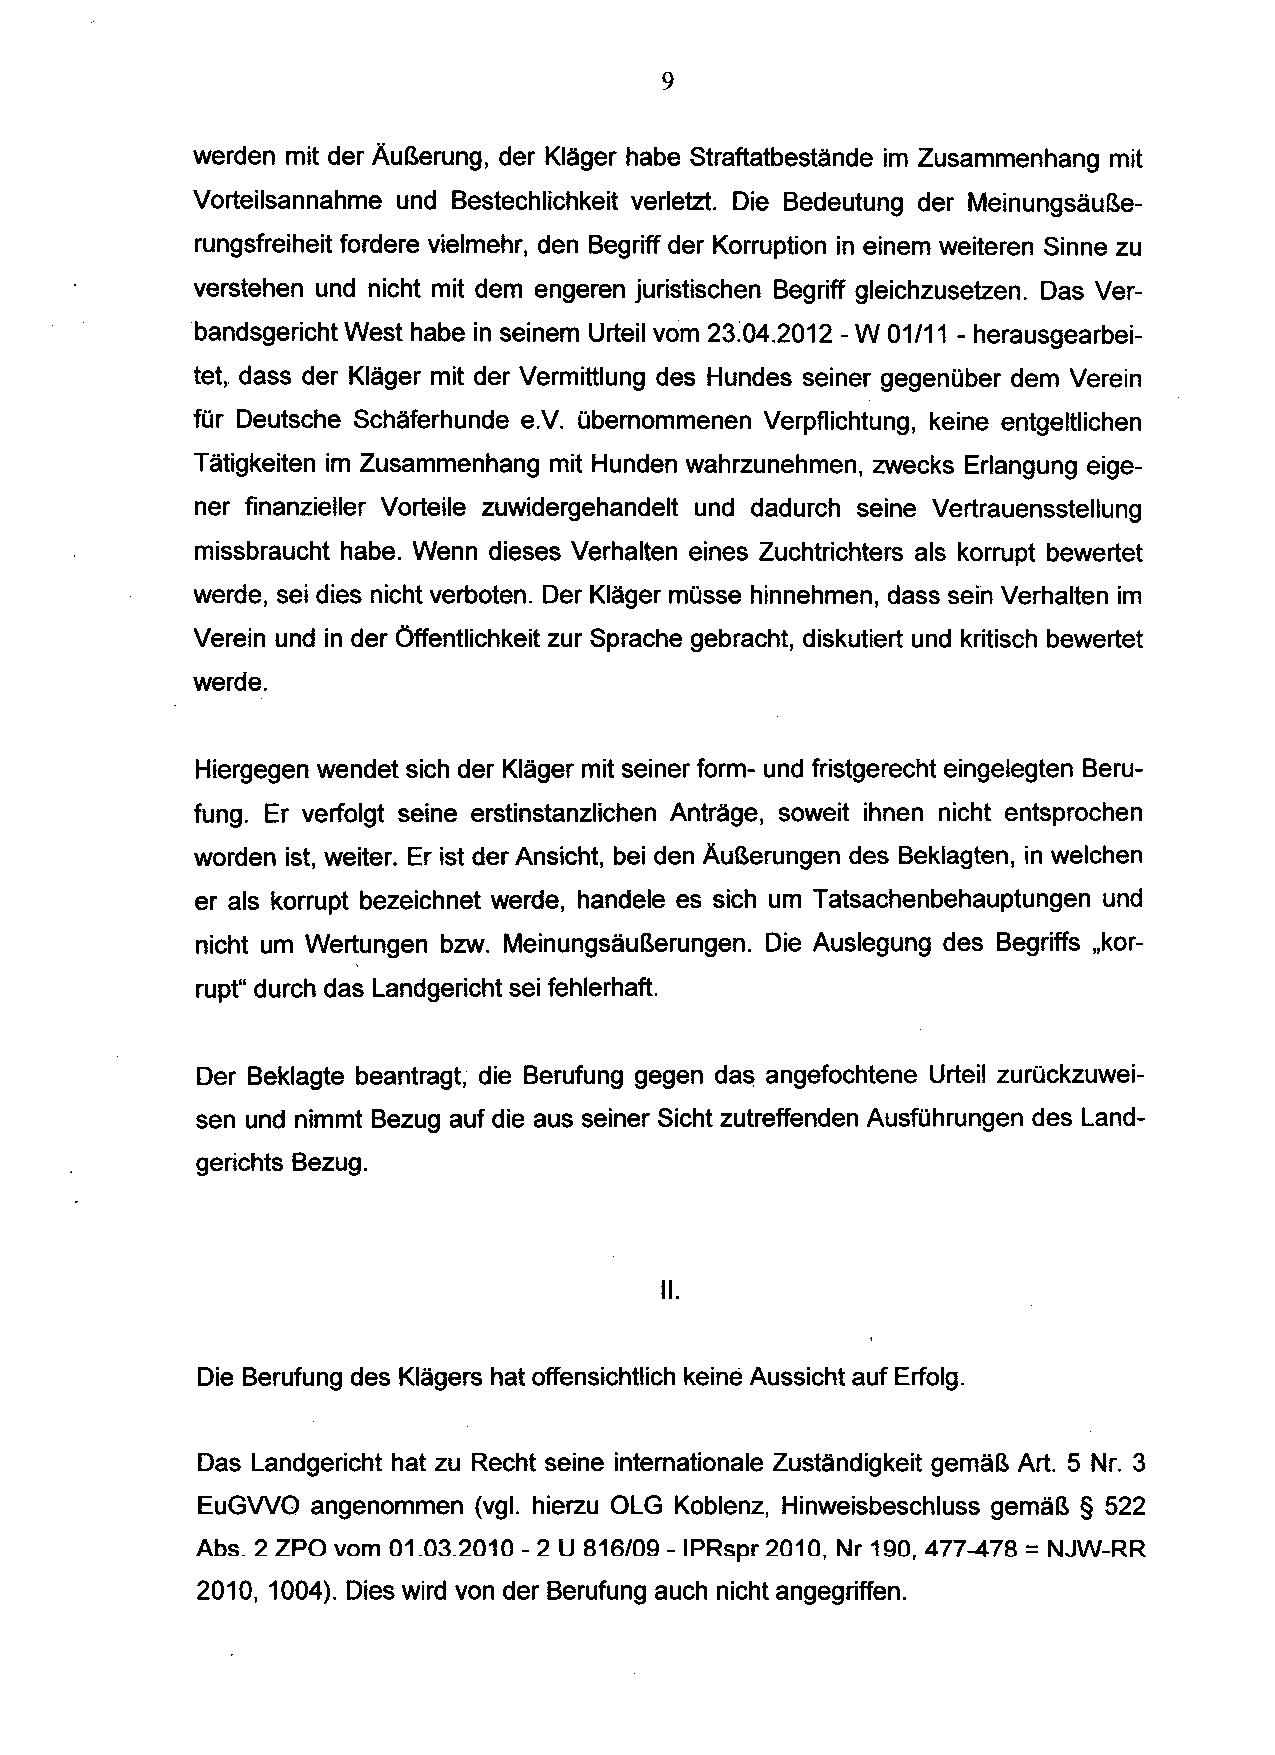 9
werden mit der Äußerung, der Kläger habe Straftatbestände im Zusammenhang mit
Vorteilsannahme und Bestechlichkeit verletzt. Die Bedeutung der Meinungsäuße-
rungsfreiheit fordere vielmehr, den Begriff der Korruption in einem weiteren Sinne zu
verstehen und nicht mit dem engeren juristischen Begriff gleichzusetzen. Das Ver-
bandsgericht West habe in seinem Urteil vom 23.04.2012 - W 01/11 - herausgearbei-
tet, dass der Kläger mit der Vermittlung des Hundes seiner gegenüber dem Verein
für Deutsche Schäferhunde e.V. übernommenen Verpflichtung, keine entgeltlichen
Tätigkeiten im Zusammenhang mit Hunden wahrzunehmen, zwecks Erlangung eige-
ner finanzieller Vorteile zuwidergehandelt und dadurch seine Vertrauensstellung
missbraucht habe. Wenn dieses Verhalten eines Zuchtrichters als korrupt bewertet
werde, sei dies nicht verboten. Der Kläger müsse hinnehmen, dass sein Verhalten im
Verein und in der Öffentlichkeit zur Sprache gebracht, diskutiert und kritisch bewertet
werde.
Hiergegen wendet sich der Kläger mit seiner form- und fristgerecht eingelegten Beru-
fung. Er verfolgt seine erstinstanzlichen Anträge, soweit ihnen nicht entsprochen
worden ist, weiter. Er ist der Ansicht, bei den Äußerungen des Beklagten, in welchen
er als korrupt bezeichnet werde, handele es sich um Tatsachenbehauptungen und
nicht um Wertungen bzw. Meinungsäußerungen. Die Auslegung des Begriffs „kor-
rupt“ durch das Landgericht sei fehlerhaft.
Der Beklagte beantragt, die Berufung gegen das angefochtene Urteil zurückzuwei-
sen und nimmt Bezug auf die aus seiner Sicht zutreffenden Ausführungen des Land-
gerichts Bezug.
II.
Die Berufung des Klägers hat offensichtlich keine Aussicht auf Erfolg.
Das Landgericht hat zu Recht seine internationale Zuständigkeit gemäß Art. 5 Nr. 3
EuGVVO angenommen (vgl. hierzu OLG Koblenz, Hinweisbeschluss gemäß § 522
Abs. 2 ZPO vom 01.03.2010 - 2 U 816/09 - IPRspr 2010, Nr 190, 477-478 = NJW-RR
2010, 1004). Dies wird von der Berufung auch nicht angegriffen.